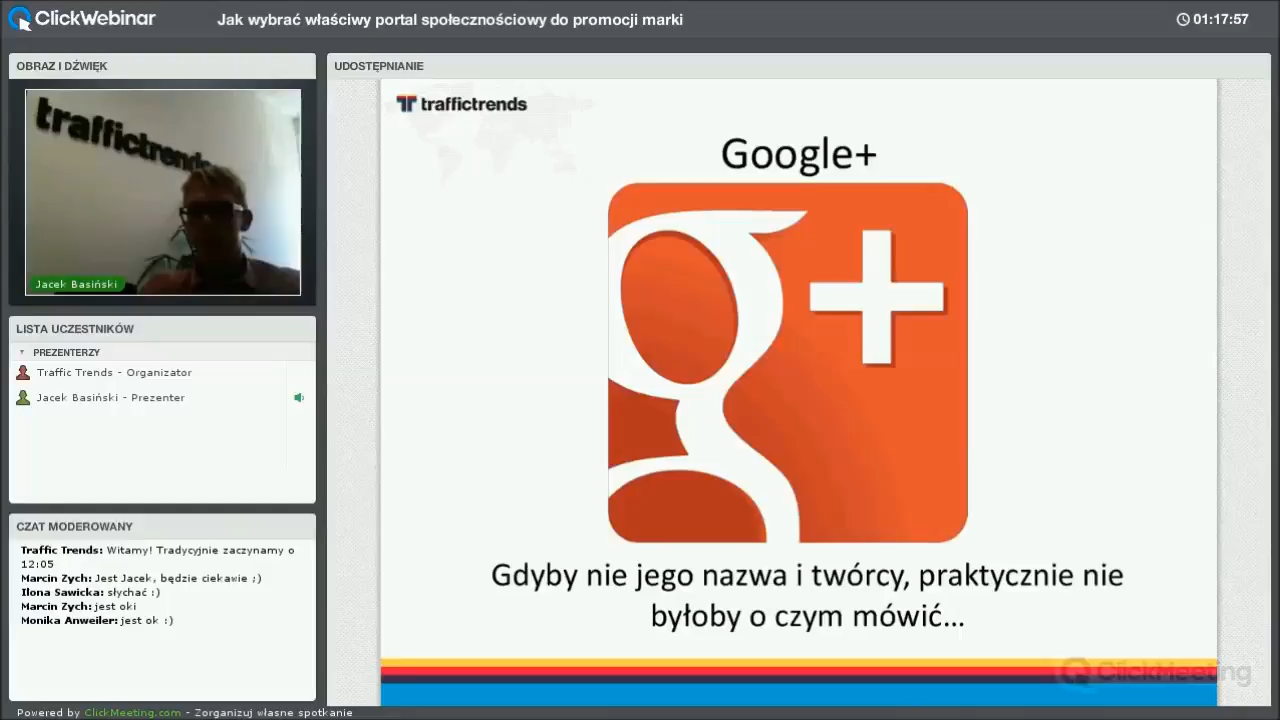 ClickWebinar
Jak wybrać właściwy portal społecznościowy do promocji marki
01:17:57
OBRAZ I DŹWIĘK
traffictrends
Jacek Basiński
LISTA UCZESTNIKÓW
PREZENTERZY
Traffic Trends - Organizator
Jacek Basiński - Prezenter
CZAT MODEROWANY
Traffic Trends: Witamy! Tradycyjnie zaczynamy o
12:05
Marcin Zych: Jest Jacek, będzie ciekawie ;)
Ilona Sawicka: słychać :)
Marcin Zych: jest oki
Monika Anweiler: jest ok :)
UDOSTĘPNIANIE
traffictrends
Google+
g+
Gdyby nie jego nazwa i twórcy, praktycznie nie
byłoby o czym mówić...
ClickMeeting
Powered by ClickMeeting.com - Zorganizuj własne spotkanie